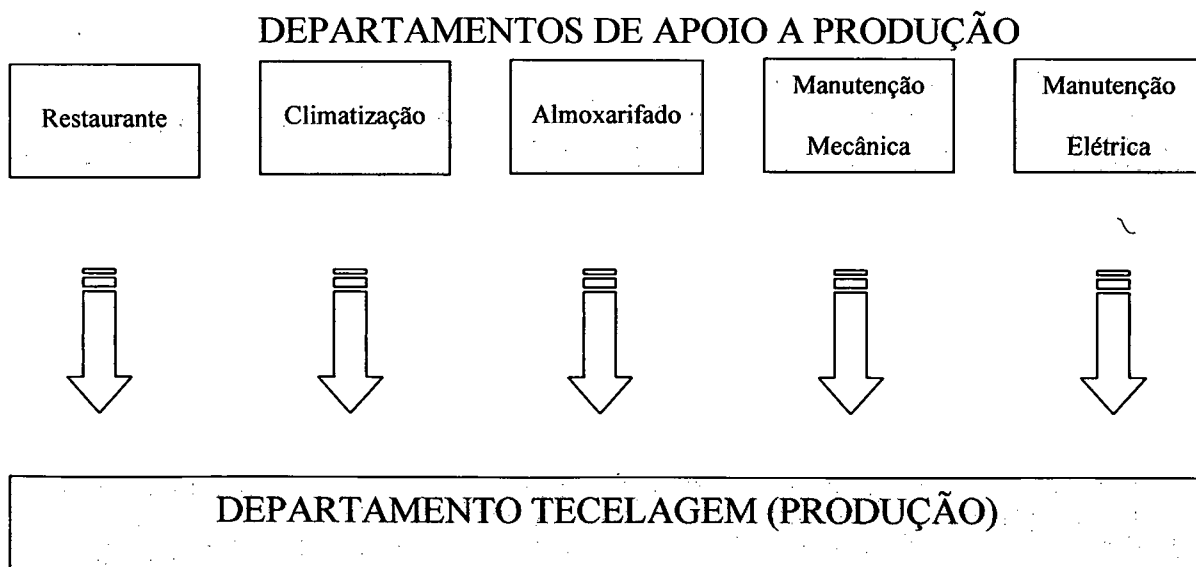 DEPARTAMENTOS DE APOIO A PRODUÇÃO
Restaurante
Climatização
Almoxarifado
Manutenção
Mecânica
Manutenção
Elétrica
DEPARTAMENTO TECELAGEM (PRODUÇÃO)